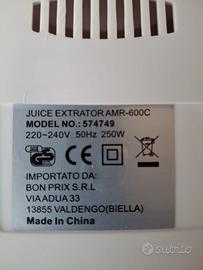 JUICE EXTRATOR AMR-600C
MODEL NO.: 574749
220~240V 50Hz 250W
IMPORTATO DA:
BON PRIX S.R.L
VIA ADUA 33
13855 VALDENGO(BIELLA)
Made In China
subito